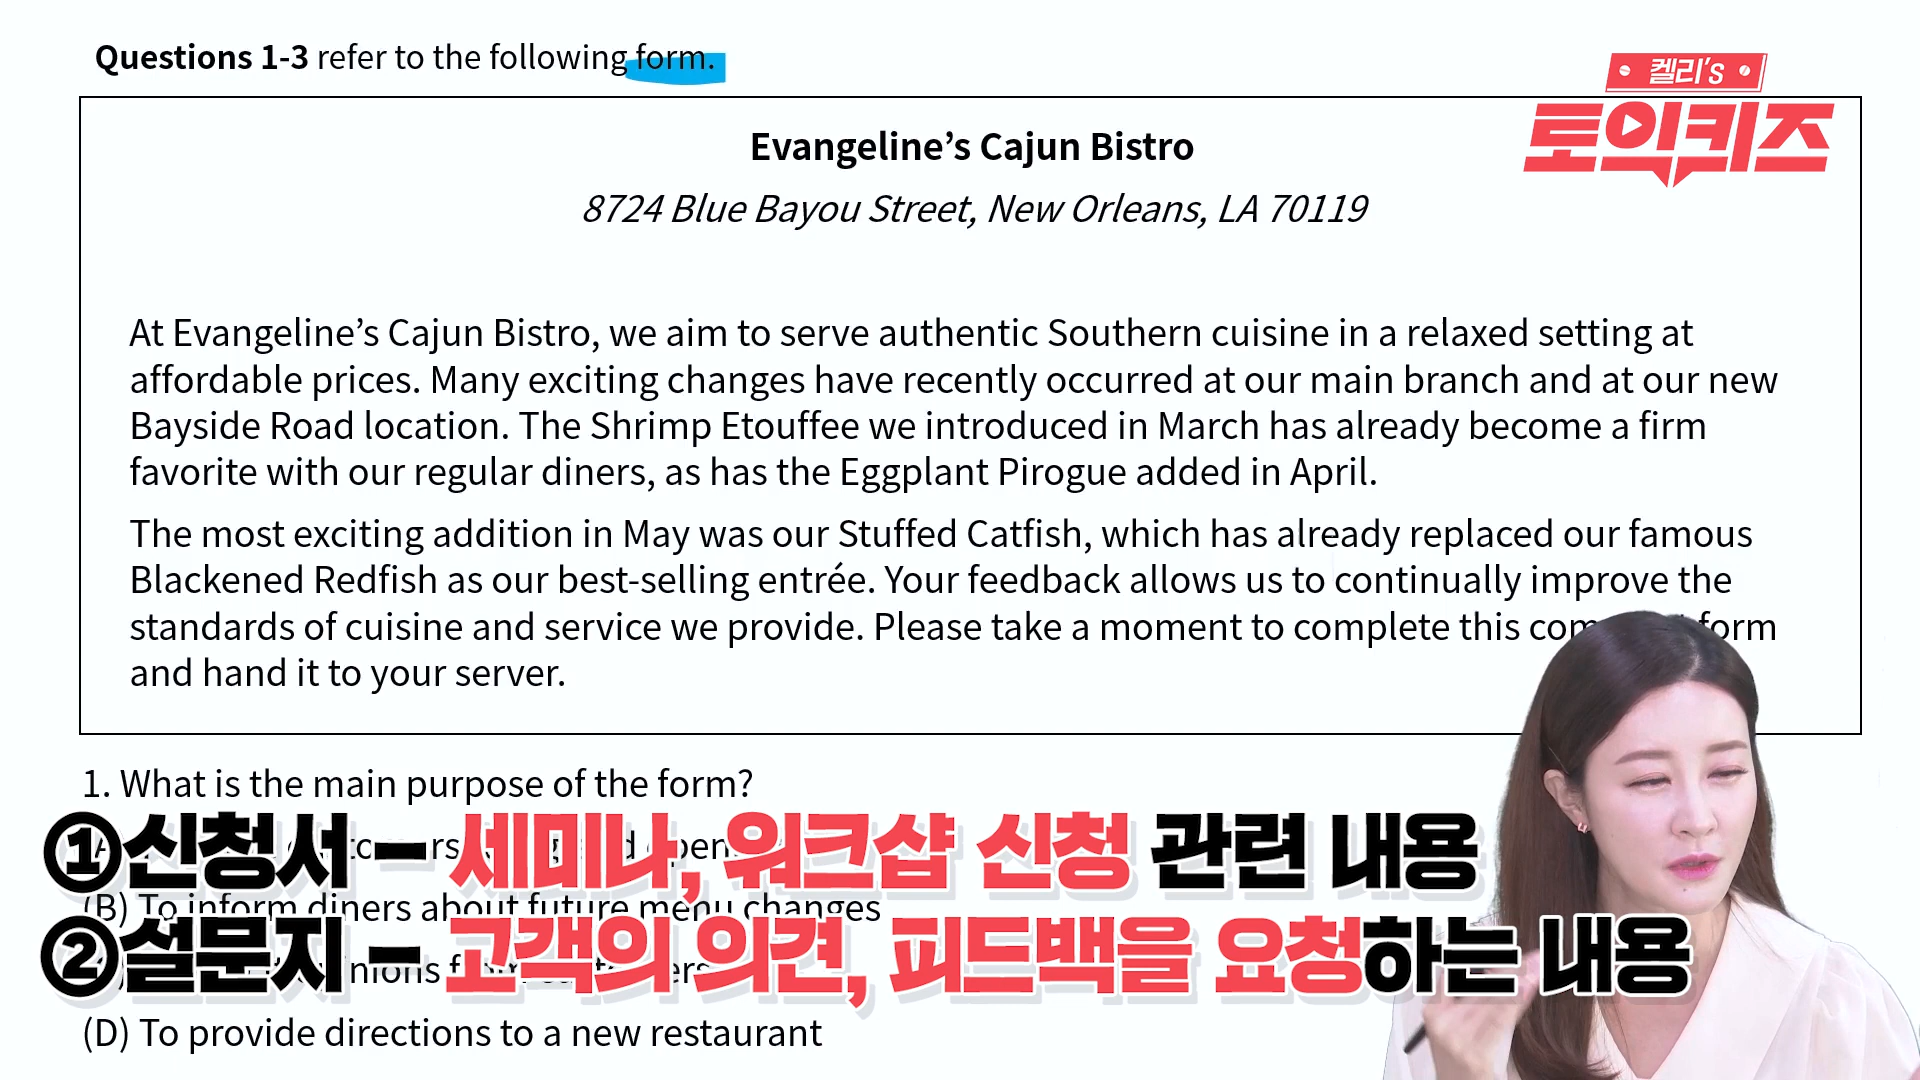 Questions 1-3 refer to the following form.
켈리's
토익퀴즈
Evangeline’s Cajun Bistro
8724 Blue Bayou Street, New Orleans, LA 70119
At Evangeline’s Cajun Bistro, we aim to serve authentic Southern cuisine in a relaxed setting at
affordable prices. Many exciting changes have recently occurred at our main branch and at our new
Bayside Road location. The Shrimp Etouffee we introduced in March has already become a firm
favorite with our regular diners, as has the Eggplant Pirogue added in April.
The most exciting addition in May was our Stuffed Catfish, which has already replaced our famous
Blackened Redfish as our best-selling entrée. Your feedback allows us to continually improve the
standards of cuisine and service we provide. Please take a moment to complete this form
and hand it to your server.
1. What is the main purpose of the form?
①신청서 - 세미나, 워크샵 신청 관련 내용
(B) To inform diners about future menu changes
②설문지 - 고객의 의견, 피드백을 요청하는 내용
(D) To provide directions to a new restaurant